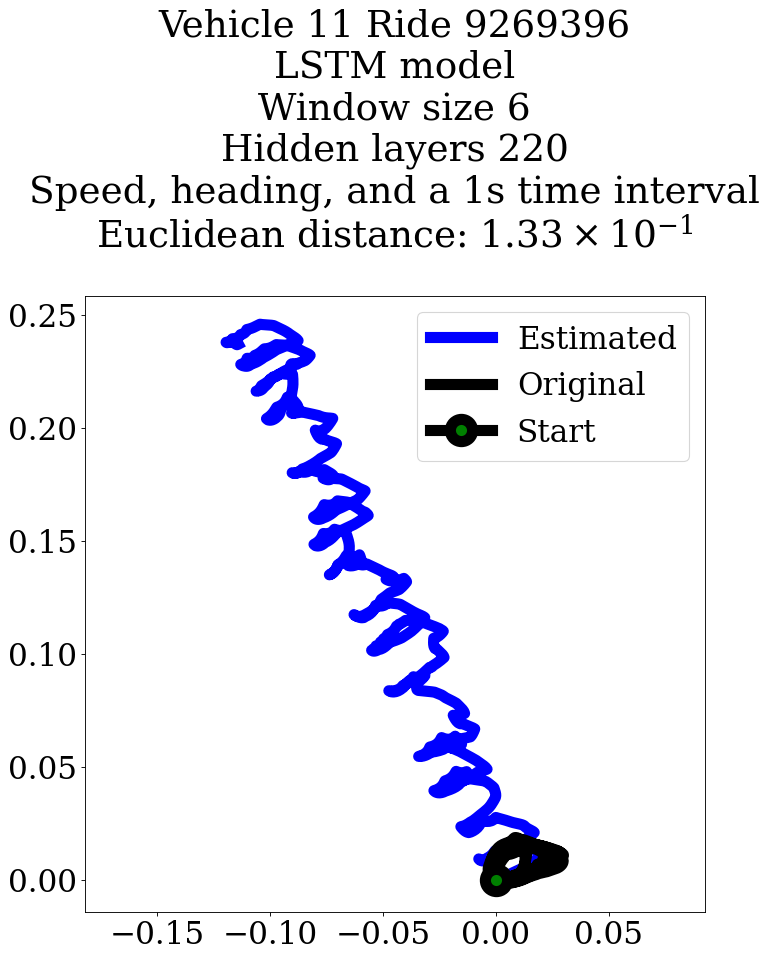 Vehicle 11 Ride 9269396
LSTM model
Window size 6
Hidden layers 220
Speed, heading, and a 1s time interval
Euclidean distance: 1.33 × 10⁻¹
0.25
0.20
0.15
0.10
0.05
0.00
Estimated
Original
Start
−0.15 −0.10 −0.05 0.00 0.05